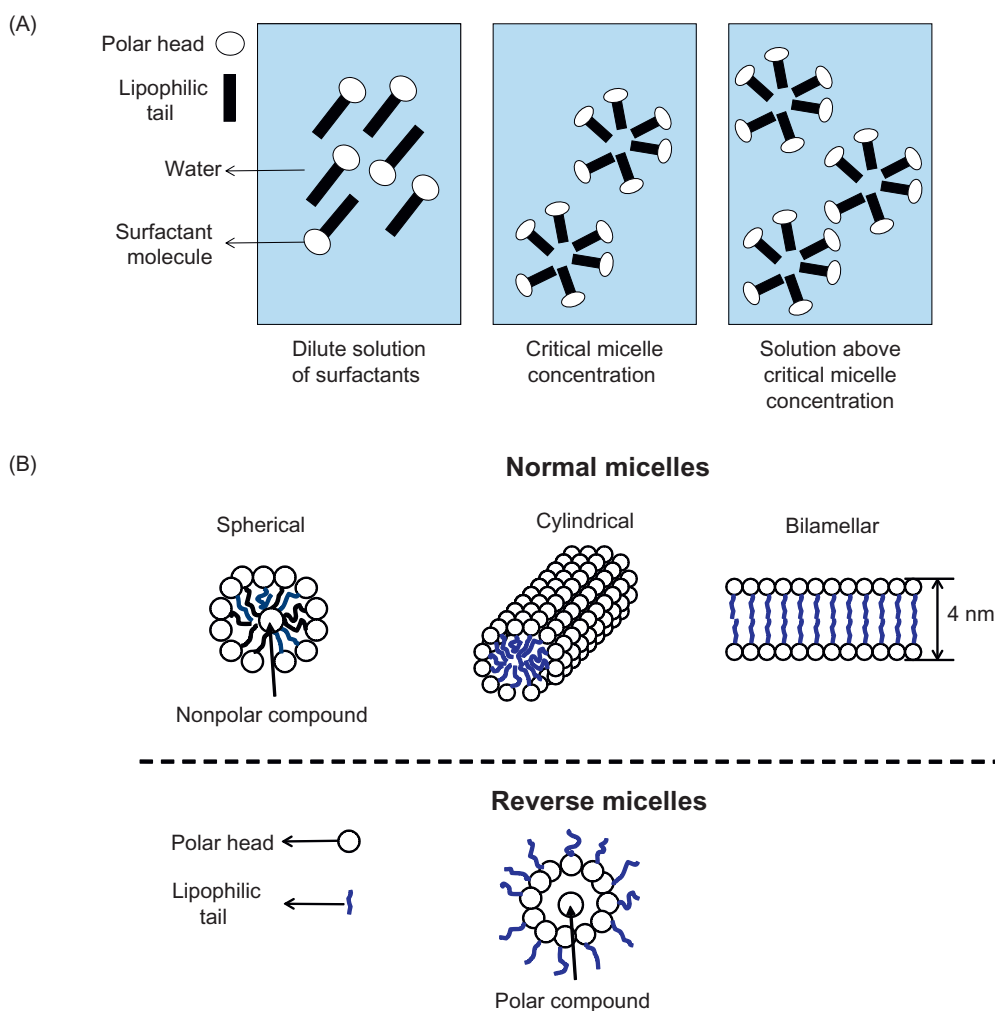 (A)
Polar head
Lipophilic
tail
Water
Surfactant
molecule
Dilute solution
of surfactants
Critical micelle
concentration
Solution above
critical micelle
concentration
(B)
Normal micelles
Spherical
Cylindrical
Bilamellar
4 nm
Nonpolar compound
Reverse micelles
Polar head
Lipophilic
tail
Polar compound